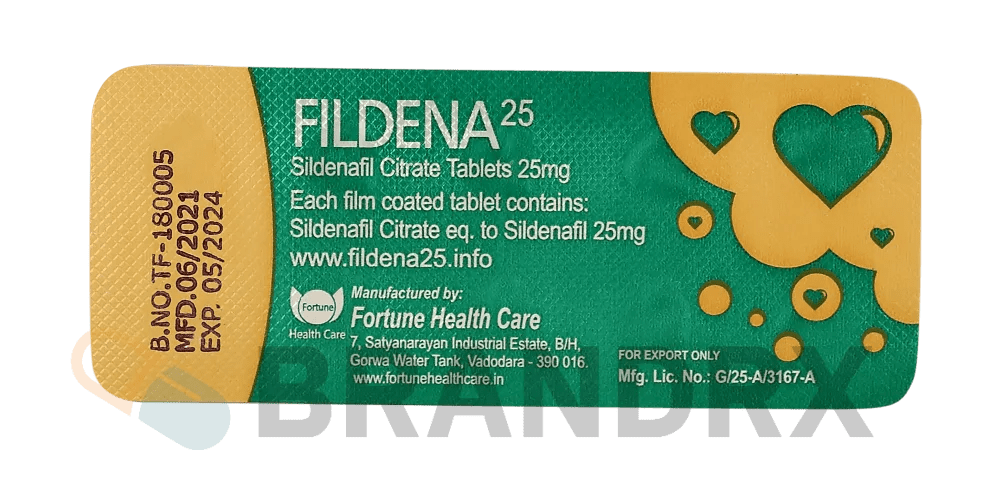 B.NO.TF-180005
MFD.06/2021
EXP. 05/2024
FILDENA 25
Sildenafil Citrate Tablets 25mg
Each film coated tablet contains:
Sildenafil Citrate eq. to Sildenafil 25mg
www.fildena25.info
Fortune
Health Care
Manufactured by:
Fortune Health Care
7, Satyanarayan Industrial Estate, B/H,
Gorwa Water Tank, Vadodara - 390 016.
www.fortunehealthcare.in
FOR EXPORT ONLY
Mfg. Lic. No.: G/25-A/3167-A
BRANDRX